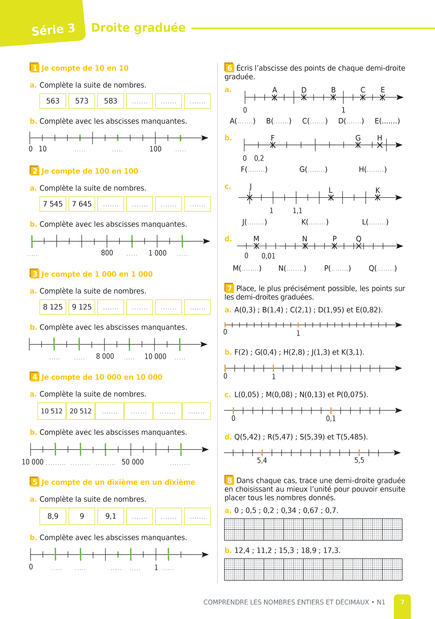 Série 3 Droite graduée
1 Je compte de 10 en 10
a. Complète la suite de nombres.
563 573 583 ....... ....... .......
b. Complète avec les abscisses manquantes.
0 10 ..... ..... 100 .....
2 Je compte de 100 en 100
a. Complète la suite de nombres.
7 545 7 645 ....... ....... ....... .......
b. Complète avec les abscisses manquantes.
..... 800 ..... 1 000 .....
3 Je compte de 1 000 en 1 000
a. Complète la suite de nombres.
8 125 9 125 ....... ....... ....... .......
b. Complète avec les abscisses manquantes.
..... ..... 8 000 ..... 10 000 .....
4 Je compte de 10 000 en 10 000
a. Complète la suite de nombres.
10 512 20 512 ....... ....... ....... .......
b. Complète avec les abscisses manquantes.
10 000 ........ ........ ........ 50 000 ........
5 Je compte de un dixième en un dixième
a. Complète la suite de nombres.
8,9 9 9,1 ....... ....... .......
b. Complète avec les abscisses manquantes.
0 ..... ..... ..... ..... 1 .....
6 Écris l'abscisse des points de chaque demi-droite
graduée.
a.
A D B C E
0 1
A(.......) B(.......) C(.......) D(.......) E(.......)
b.
F G H
0 0,2
F(........) G(........) H(........)
c.
J L K
1 1,1
J(........) K(........) L(........)
d.
M N P Q
0 0,01
M(........) N(........) P(........) Q(........)
7 Place, le plus précisément possible, les points sur
les demi-droites graduées.
a. A(0,3) ; B(1,4) ; C(2,1) ; D(1,95) et E(0,82).
0 1
b. F(2) ; G(0,4) ; H(2,8) ; J(1,3) et K(3,1).
0 1
c. L(0,05) ; M(0,08) ; N(0,13) et P(0,075).
0 0,1
d. Q(5,42) ; R(5,47) ; S(5,39) et T(5,485).
5,4 5,5
8 Dans chaque cas, trace une demi-droite graduée
en choisissant au mieux l'unité pour pouvoir ensuite
placer tous les nombres donnés.
a. 0 ; 0,5 ; 0,2 ; 0,34 ; 0,67 ; 0,7.
b. 12,4 ; 11,2 ; 15,3 ; 18,9 ; 17,3.
COMPRENDRE LES NOMBRES ENTIERS ET DÉCIMAUX • N1 7